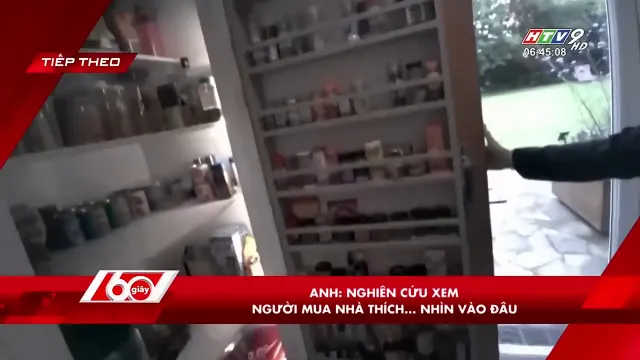 TIẾP THEO
HTV9 HD
06:45:08
60 giây
ANH: NGHIÊN CỨU XEM
NGƯỜI MUA NHÀ THÍCH... NHÌN VÀO ĐÂU